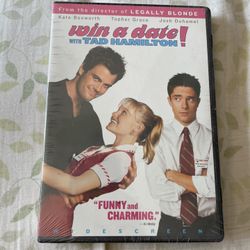 From the director of LEGALLY BLONDE
Kate Bosworth Topher Grace Josh Duhamel
win a date
WITH TAD HAMILTON!
"FUNNY and
CHARMING."
WIDESCREEN